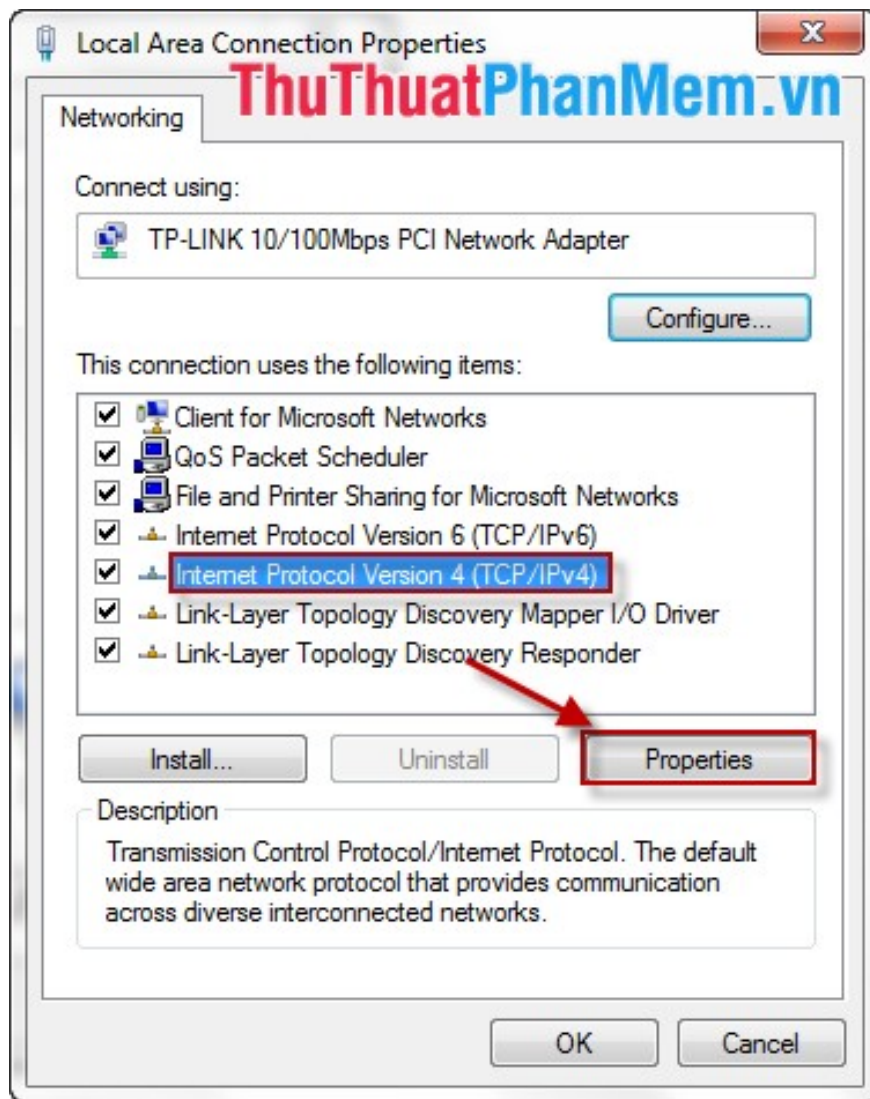 Local Area Connection Properties
ThuThuatPhanMem.vn
Networking
Connect using:
TP-LINK 10/100Mbps PCI Network Adapter
Configure...
This connection uses the following items:
Client for Microsoft Networks
QoS Packet Scheduler
File and Printer Sharing for Microsoft Networks
Internet Protocol Version 6 (TCP/IPv6)
Internet Protocol Version 4 (TCP/IPv4)
Link-Layer Topology Discovery Mapper I/O Driver
Link-Layer Topology Discovery Responder
Install...
Uninstall
Properties
Description
Transmission Control Protocol/Internet Protocol. The default
wide area network protocol that provides communication
across diverse interconnected networks.
OK
Cancel